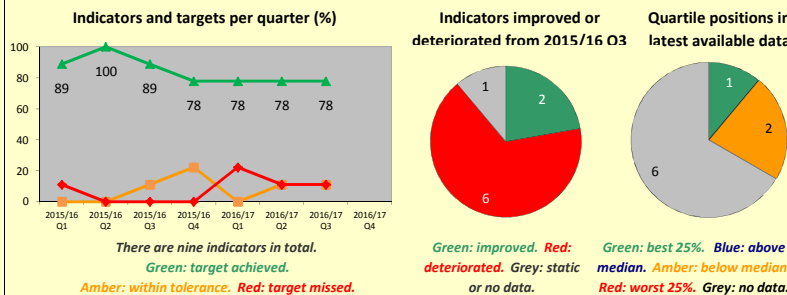 Indicators and targets per quarter (%)
100
80
60
40
20
0
89
100
89
78
78
78
78
2015/16 Q1
2015/16 Q2
2015/16 Q3
2015/16 Q4
2016/17 Q1
2016/17 Q2
2016/17 Q3
2016/17 Q4
There are nine indicators in total.
Green: target achieved.
Amber: within tolerance. Red: target missed.
Indicators improved or
deteriorated from 2015/16 Q3
1
2
6
Green: improved. Red:
deteriorated. Grey: static
or no data.
Quartile positions in
latest available data
1
2
6
Green: best 25%. Blue: above
median. Amber: below median.
Red: worst 25%. Grey: no data.